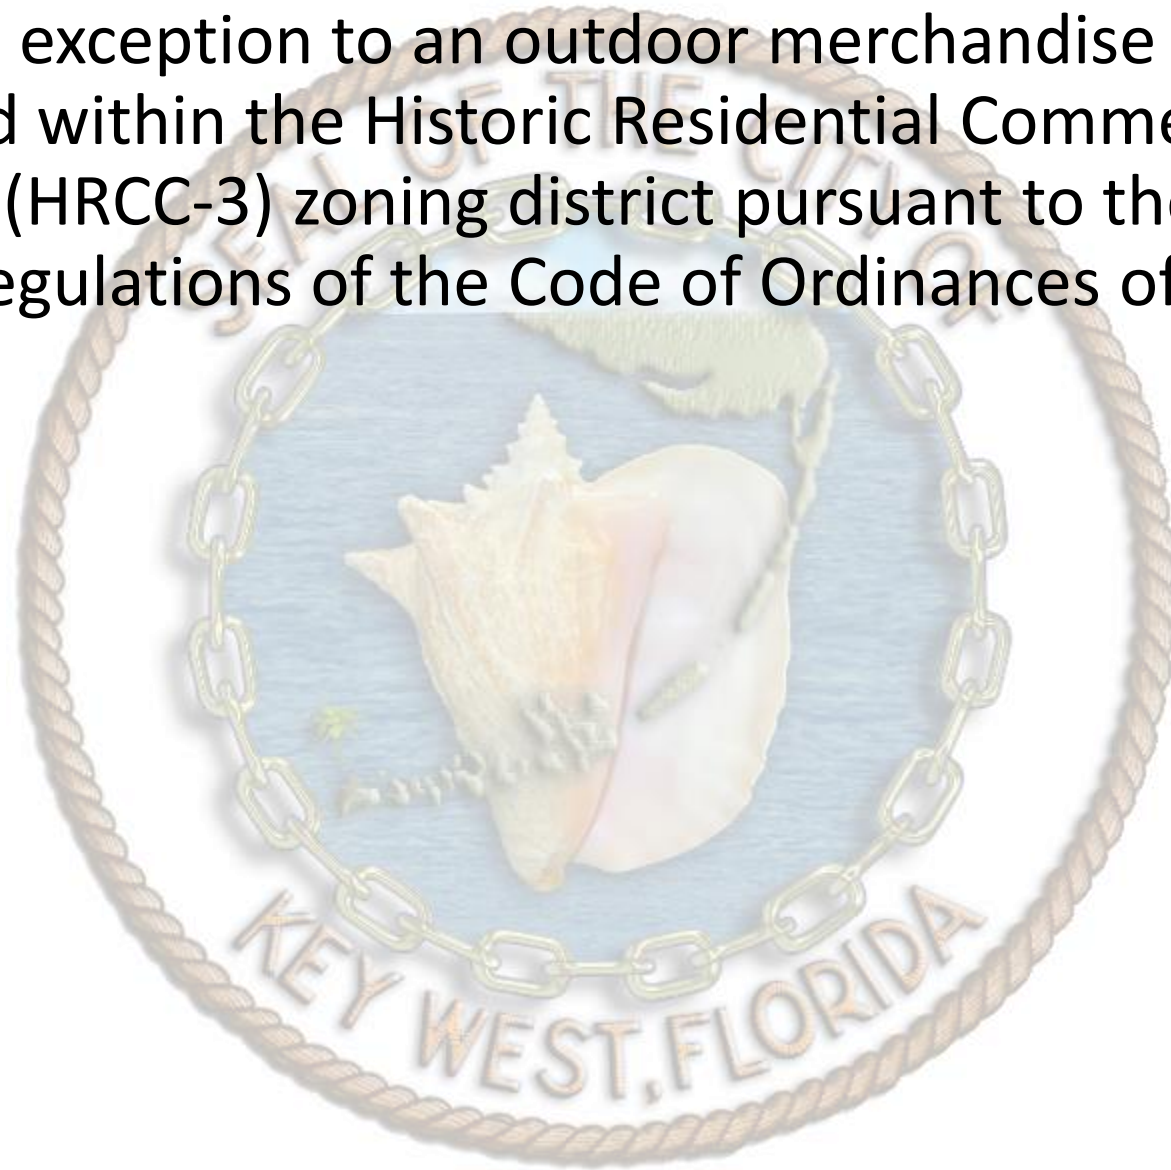 exception to an outdoor merchandise
d within the Historic Residential Comme
(HRCC-3) zoning district pursuant to the
egulations of the Code of Ordinances of
SEAL OF THE CITY OF
KEY WEST, FLORIDA